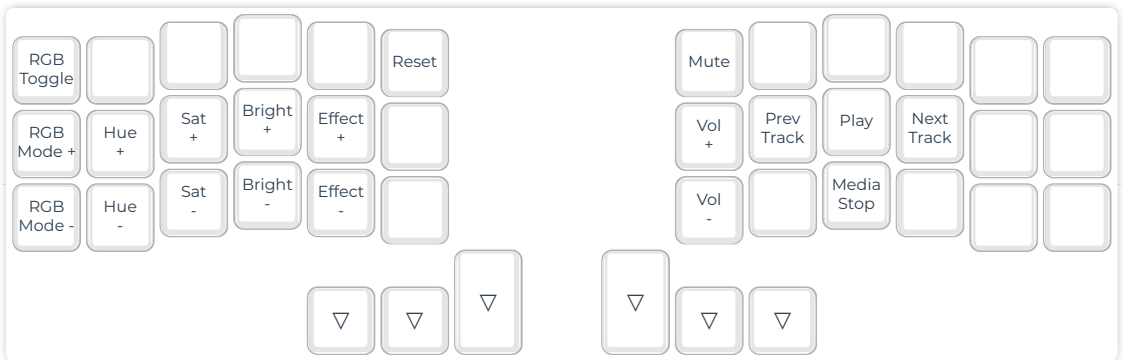 RGB
Toggle
Reset
Mute
RGB
Mode +
Hue
+
Sat
+
Bright
+
Effect
+
Vol
+
Prev
Track
Play
Next
Track
RGB
Mode -
Hue
-
Sat
-
Bright
-
Effect
-
Vol
-
Media
Stop
▽
▽
▽
▽
▽
▽